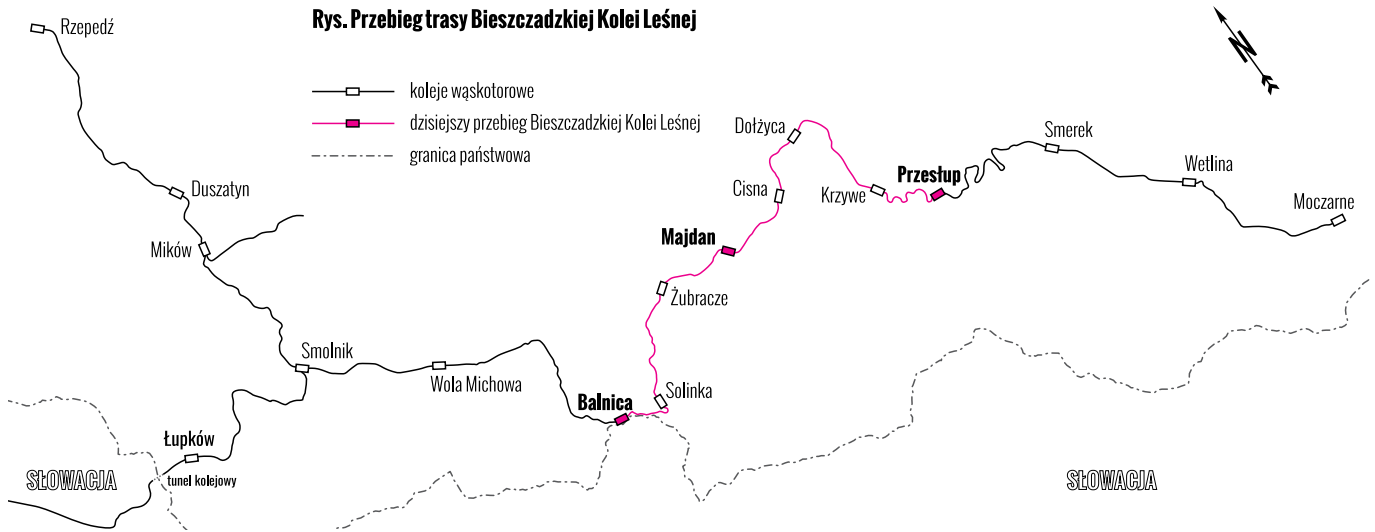 Rys. Przebieg trasy Bieszczadzkiej Kolei Leśnej
Rzepedź
N
koleje wąskotorowe
dzisiejszy przebieg Bieszczadzkiej Kolei Leśnej
granica państwowa
Dołżyca
Smerek
Wetlina
Przesłup
Cisna
Krzywe
Moczarne
Duszatyn
Majdan
Mików
Żubracze
Smolnik
Wola Michowa
Solinka
Balnica
Łupków
tunel kolejowy
SŁOWACJA
SŁOWACJA